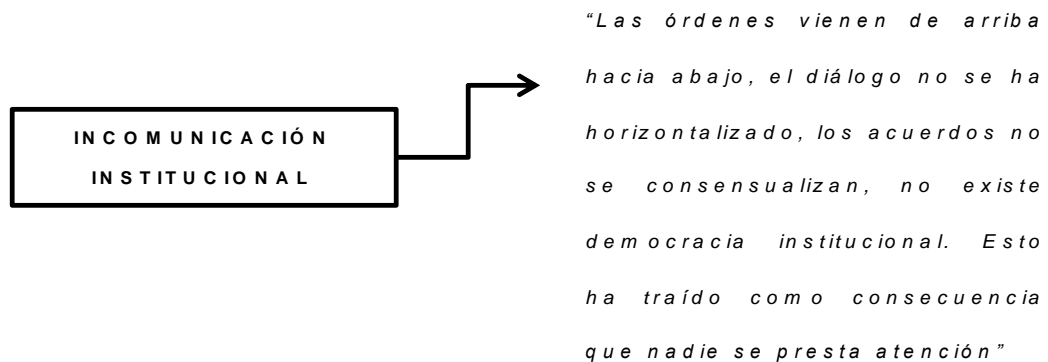 INCOMUNICACIÓN
INSTITUCIONAL
“Las órdenes vienen de arriba
hacia abajo, el diálogo no se ha
horizontalizado, los acuerdos no
se consensualizan, no existe
democracia institucional. Esto
ha traído como consecuencia
que nadie se presta atención”